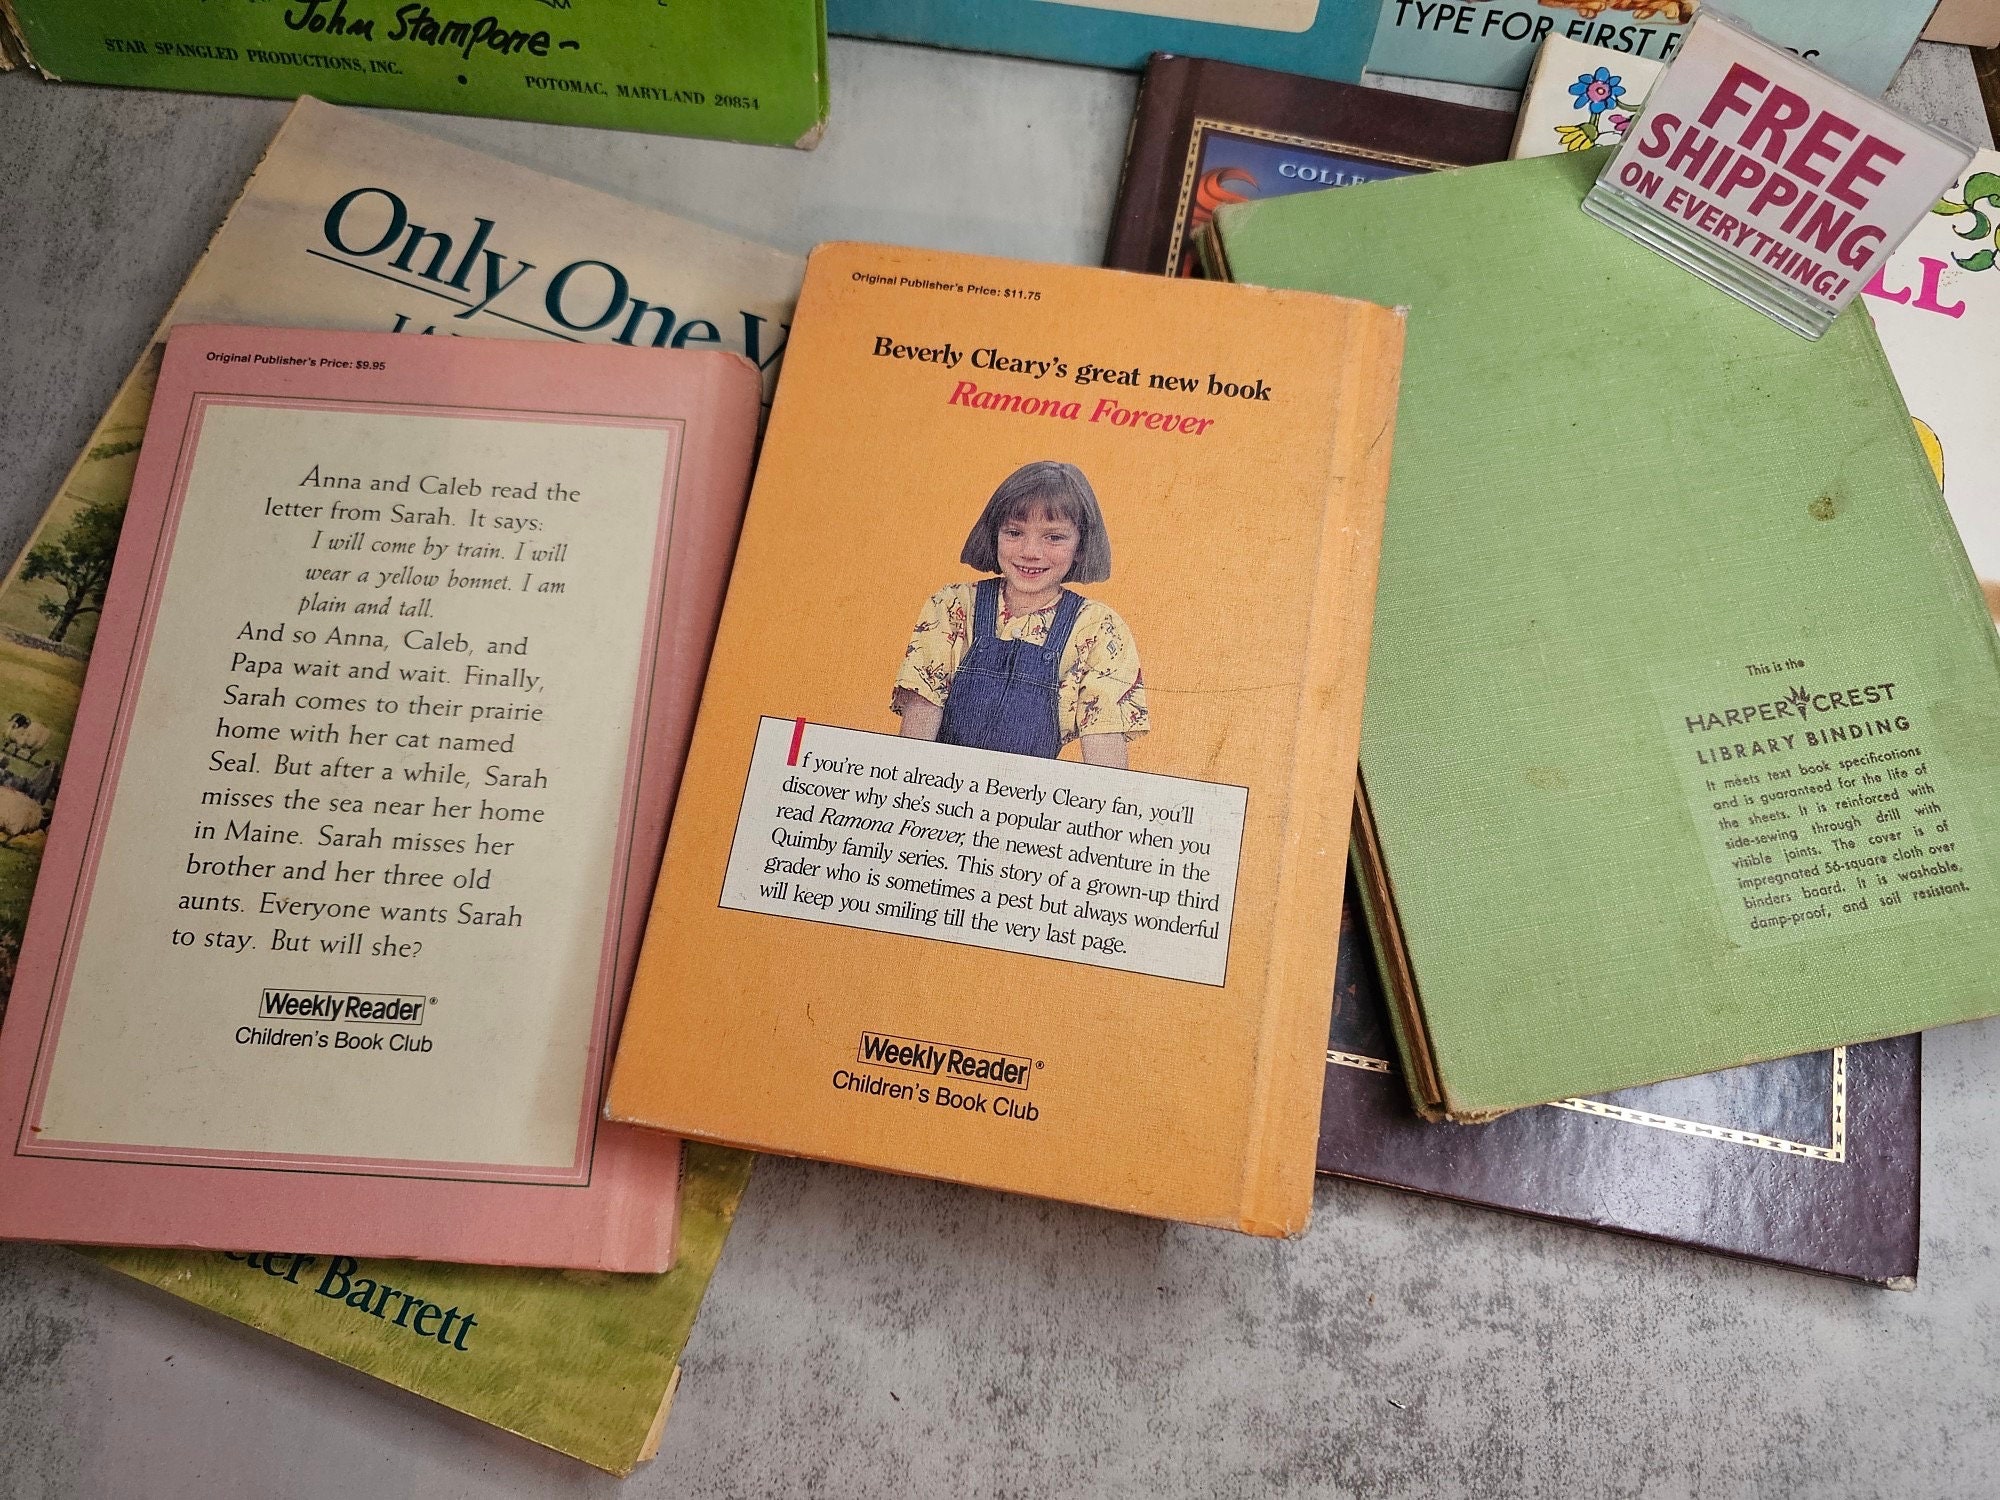 John Stampone
STAR SPANGLED PRODUCTIONS, INC. • POTOMAC, MARYLAND 20854
TYPE FOR FIRST
COLLE
FREE
SHIPPING
ON EVERYTHING!
LL
Only One
Original Publisher's Price: $9.95
Anna and Caleb read the
letter from Sarah. It says:
I will come by train. I will
wear a yellow bonnet. I am
plain and tall.
And so Anna, Caleb, and
Papa wait and wait. Finally,
Sarah comes to their prairie
home with her cat named
Seal. But after a while, Sarah
misses the sea near her home
in Maine. Sarah misses her
brother and her three old
aunts. Everyone wants Sarah
to stay. But will she?
Weekly Reader®
Children's Book Club
Original Publisher's Price: $11.75
Beverly Cleary's great new book
Ramona Forever
If you're not already a Beverly Cleary fan, you'll
discover why she's such a popular author when you
read Ramona Forever, the newest adventure in the
Quimby family series. This story of a grown-up third
grader who is sometimes a pest but always wonderful
will keep you smiling till the very last page.
Weekly Reader®
Children's Book Club
This is the
HARPER CREST
LIBRARY BINDING
It meets text book specifications
and is guaranteed for the life of
the sheets. It is reinforced with
side-sewing through drill with
visible joints. The cover is of
impregnated 56-square cloth over
binders board. It is washable,
damp-proof, and soil resistant.
ter Barrett